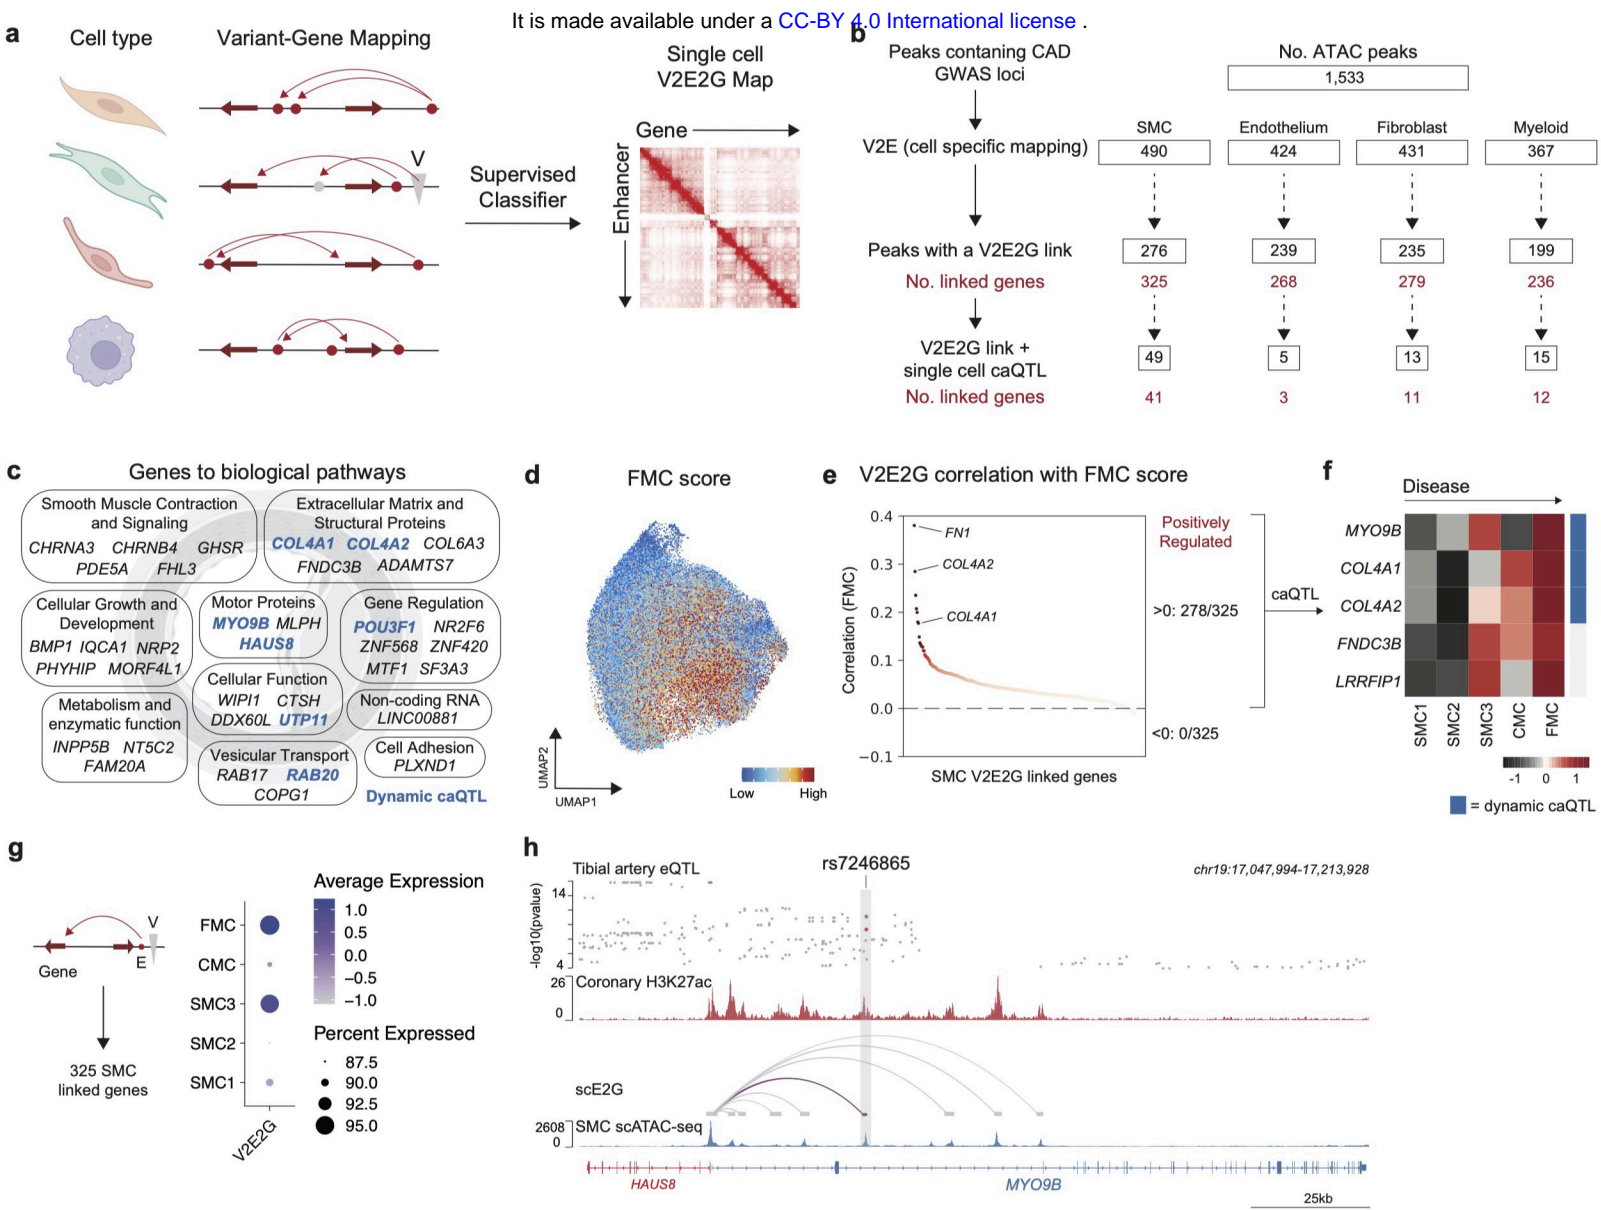 It is made available under a CC-BY 4.0 International license .
a
Cell type
Variant-Gene Mapping
V
Supervised
Classifier
Single cell
V2E2G Map
Gene
Enhancer
b
Peaks contaning CAD
GWAS loci
No. ATAC peaks
1,533
SMC
Endothelium
Fibroblast
Myeloid
V2E (cell specific mapping)
490
424
431
367
Peaks with a V2E2G link
276
239
235
199
No. linked genes
325
268
279
236
V2E2G link +
single cell caQTL
49
5
13
15
No. linked genes
41
3
11
12
c
Genes to biological pathways
Smooth Muscle Contraction
and Signaling
CHRNA3 CHRNB4 GHSR
PDE5A FHL3
Extracellular Matrix and
Structural Proteins
COL4A1 COL4A2 COL6A3
FNDC3B ADAMTS7
Cellular Growth and
Development
BMP1 IQCA1 NRP2
PHYHIP MORF4L1
Motor Proteins
MYO9B MLPH
HAUS8
Gene Regulation
POU3F1 NR2F6
ZNF568 ZNF420
MTF1 SF3A3
Cellular Function
WIPI1 CTSH
DDX60L UTP11
Non-coding RNA
LINC00881
Metabolism and
enzymatic function
INPP5B NT5C2
FAM20A
Vesicular Transport
RAB17 RAB20
COPG1
Cell Adhesion
PLXND1
Dynamic caQTL
d
FMC score
UMAP2
UMAP1
Low
High
e
V2E2G correlation with FMC score
Correlation (FMC)
0.4
0.3
0.2
0.1
0.0
−0.1
FN1
COL4A2
COL4A1
SMC V2E2G linked genes
Positively
Regulated
>0: 278/325
<0: 0/325
caQTL
f
Disease
MYO9B
COL4A1
COL4A2
FNDC3B
LRRFIP1
SMC1
SMC2
SMC3
CMC
FMC
-1
0
1
= dynamic caQTL
g
V
E
Gene
325 SMC
linked genes
FMC
CMC
SMC3
SMC2
SMC1
V2E2G
Average Expression
1.0
0.5
0.0
−0.5
−1.0
Percent Expressed
87.5
90.0
92.5
95.0
h
Tibial artery eQTL
rs7246865
chr19:17,047,994-17,213,928
-log10(pvalue)
14
4
Coronary H3K27ac
26
0
scE2G
SMC scATAC-seq
2608
0
HAUS8
MYO9B
25kb